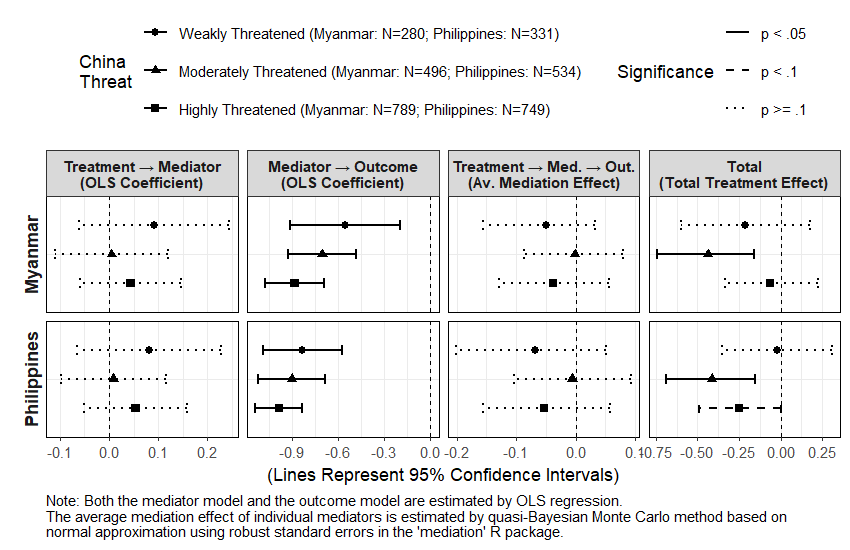 Weakly Threatened (Myanmar: N=280; Philippines: N=331)
China
Threat
Moderately Threatened (Myanmar: N=496; Philippines: N=534)
Highly Threatened (Myanmar: N=789; Philippines: N=749)
Significance
p < .05
p < .1
p >= .1
Treatment → Mediator
(OLS Coefficient)
Mediator → Outcome
(OLS Coefficient)
Treatment → Med. → Out.
(Av. Mediation Effect)
Total
(Total Treatment Effect)
Myanmar
Philippines
-0.1 0.0 0.1 0.2
-0.9 -0.6 -0.3 0.0
-0.2 -0.1 0.0 0.1
-0.75 -0.25 0.25
(Lines Represent 95% Confidence Intervals)
Note: Both the mediator model and the outcome model are estimated by OLS regression.
The average mediation effect of individual mediators is estimated by quasi-Bayesian Monte Carlo method based on
normal approximation using robust standard errors in the 'mediation' R package.